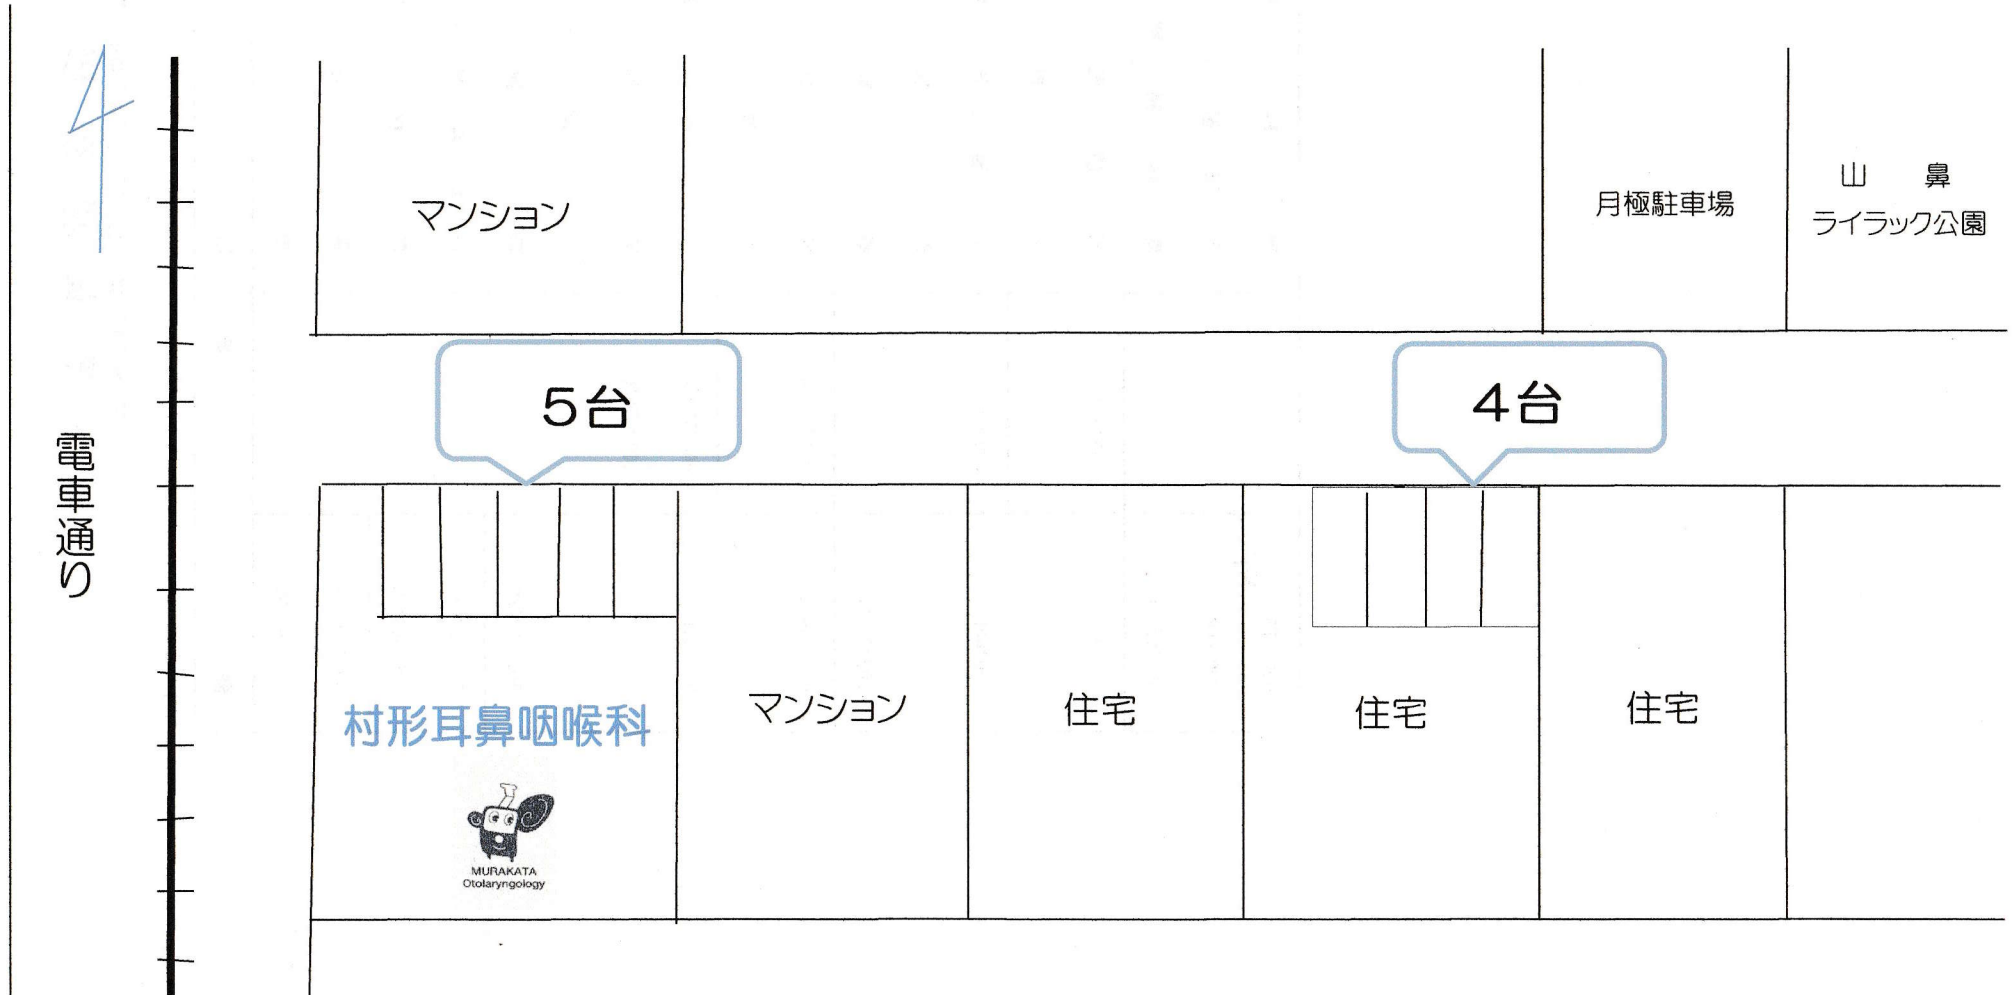 マンション
月極駐車場
山 鼻
ライラック公園
5台
4台
電車通り
村形耳鼻咽喉科
MURAKATA
Otolaryngology
マンション
住宅
住宅
住宅